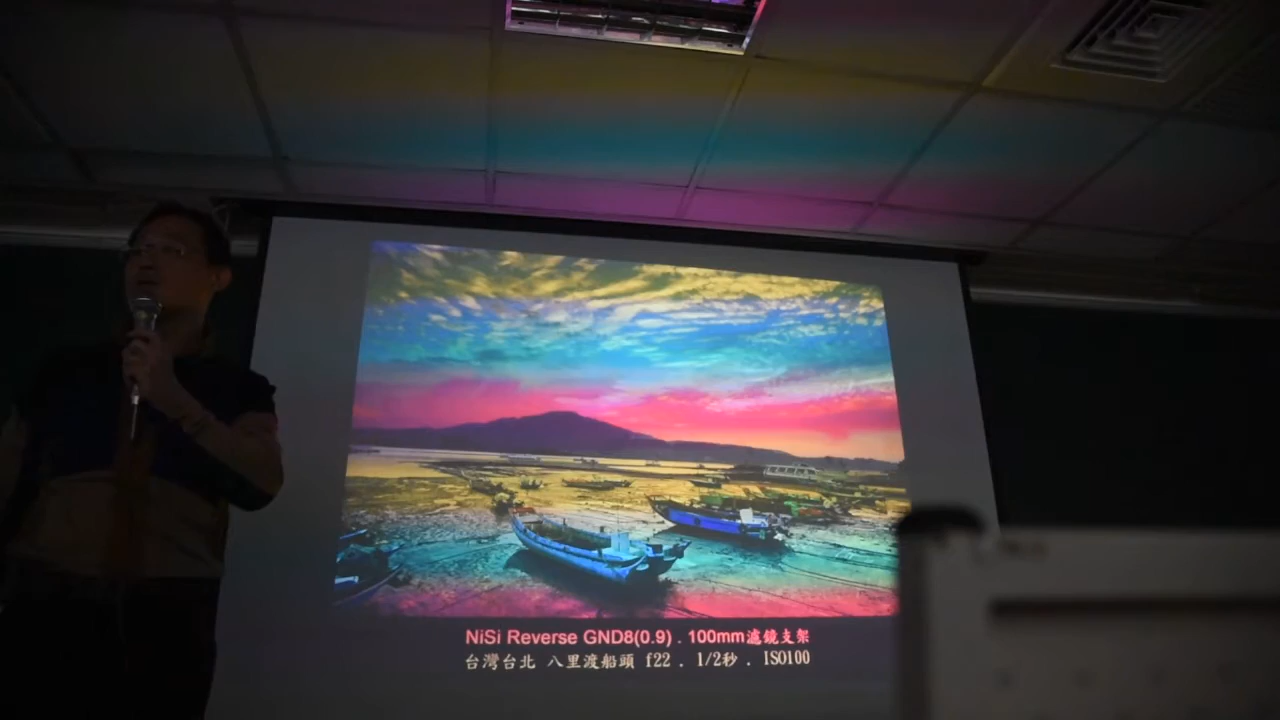 NiSi Reverse GND8(0.9) . 100mm濾鏡支架
台灣台北 八里渡船頭 f22 . 1/2秒 . ISO100